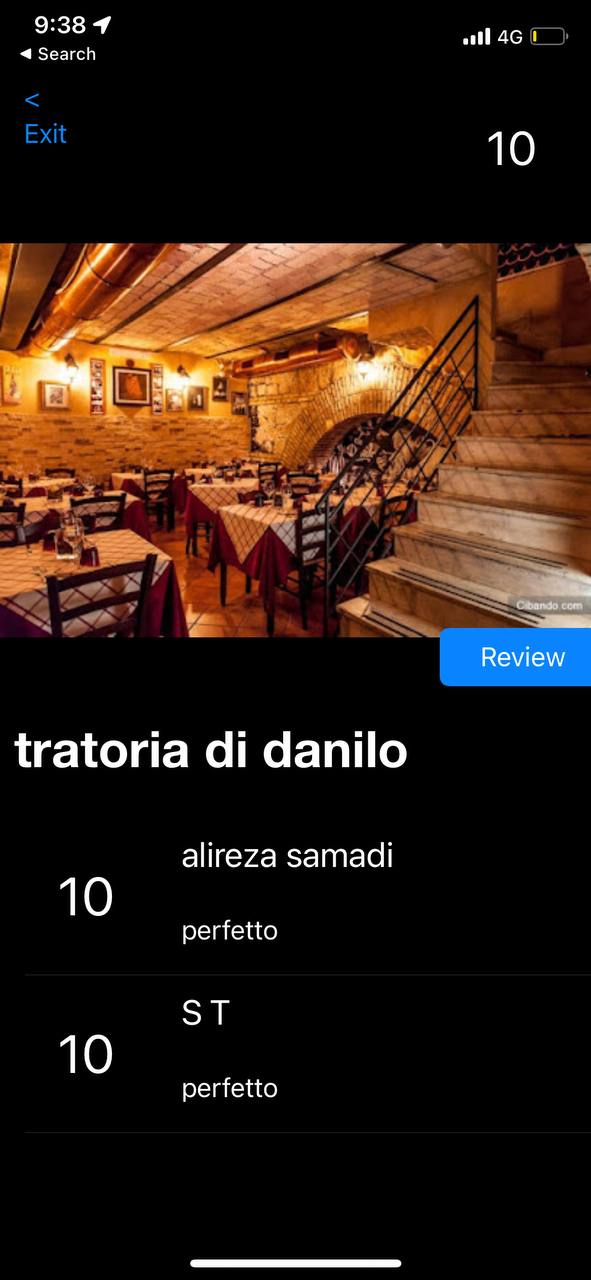 9:38
4G
◀ Search
<
Exit
10
Cibando.com
Review
tratoria di danilo
alireza samadi
10
perfetto
S T
10
perfetto